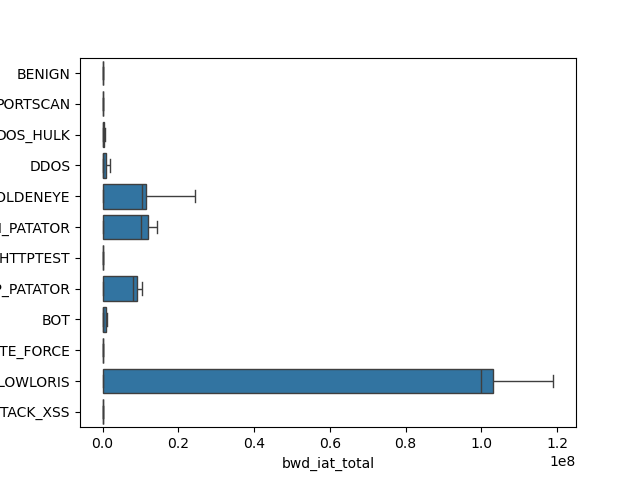 BENIGN
PORTSCAN
DOS_HULK
DDOS
OLDENEYE
_PATATOR
HTTPTEST
P_PATATOR
BOT
TE_FORCE
LOWLORIS
TACK_XSS
0.0 0.2 0.4 0.6 0.8 1.0 1.2
1e8
bwd_iat_total